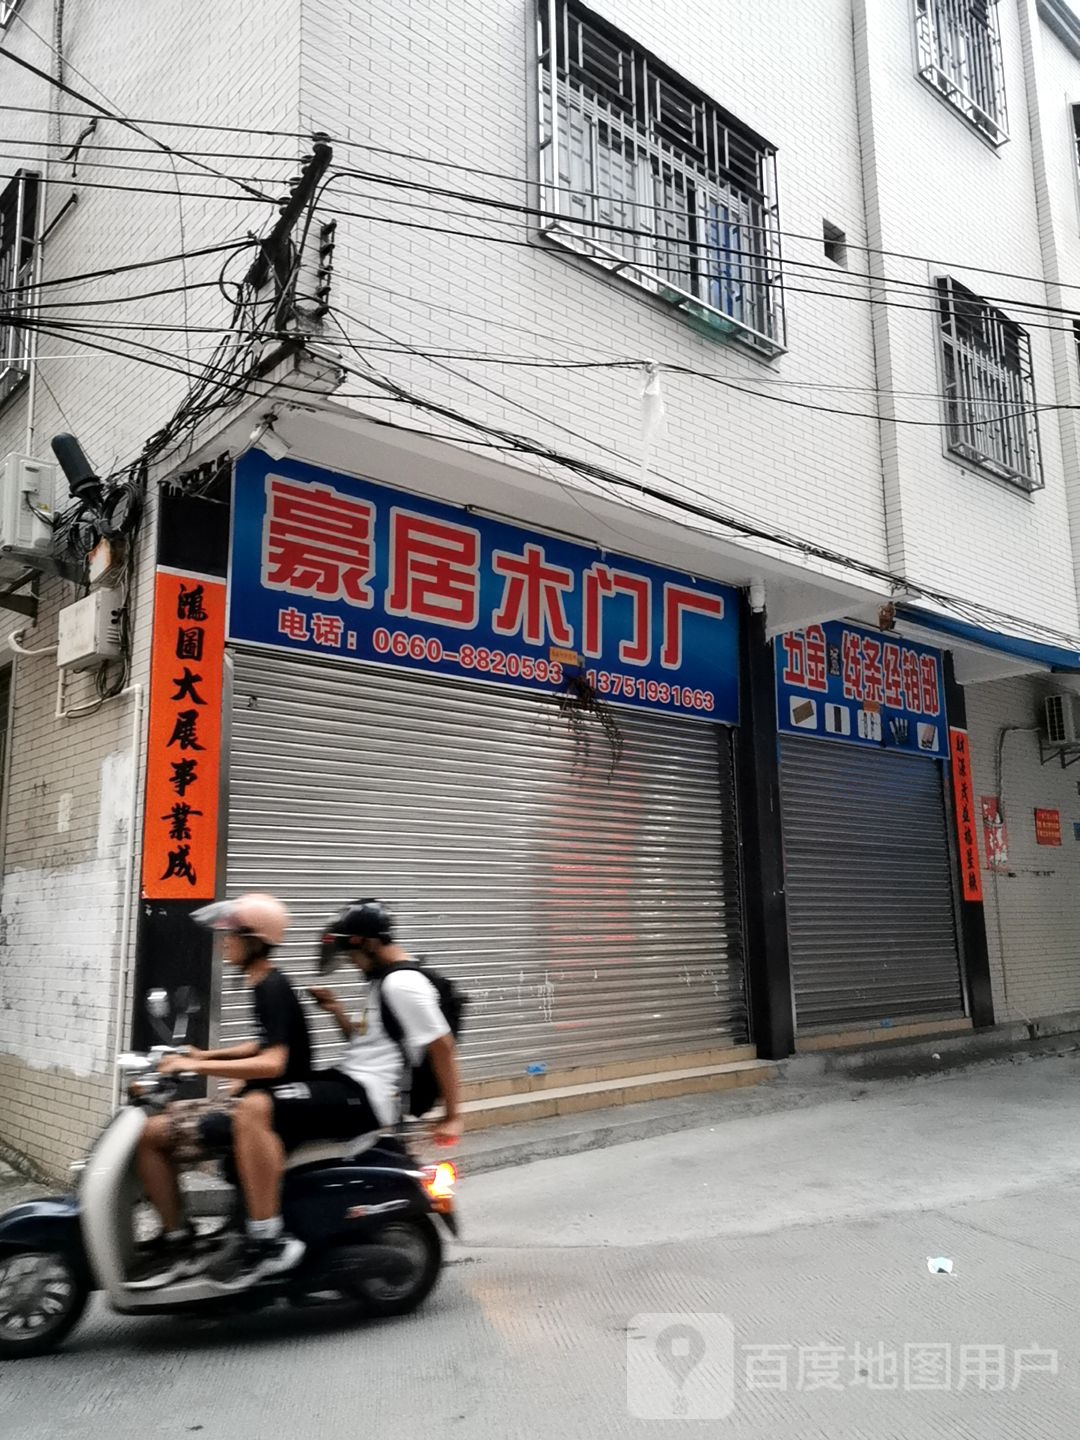 豪居木门厂
电话：0660-8820593 13751931663
五金 线条经销部
鴻圖大展事業成
百度地图用户